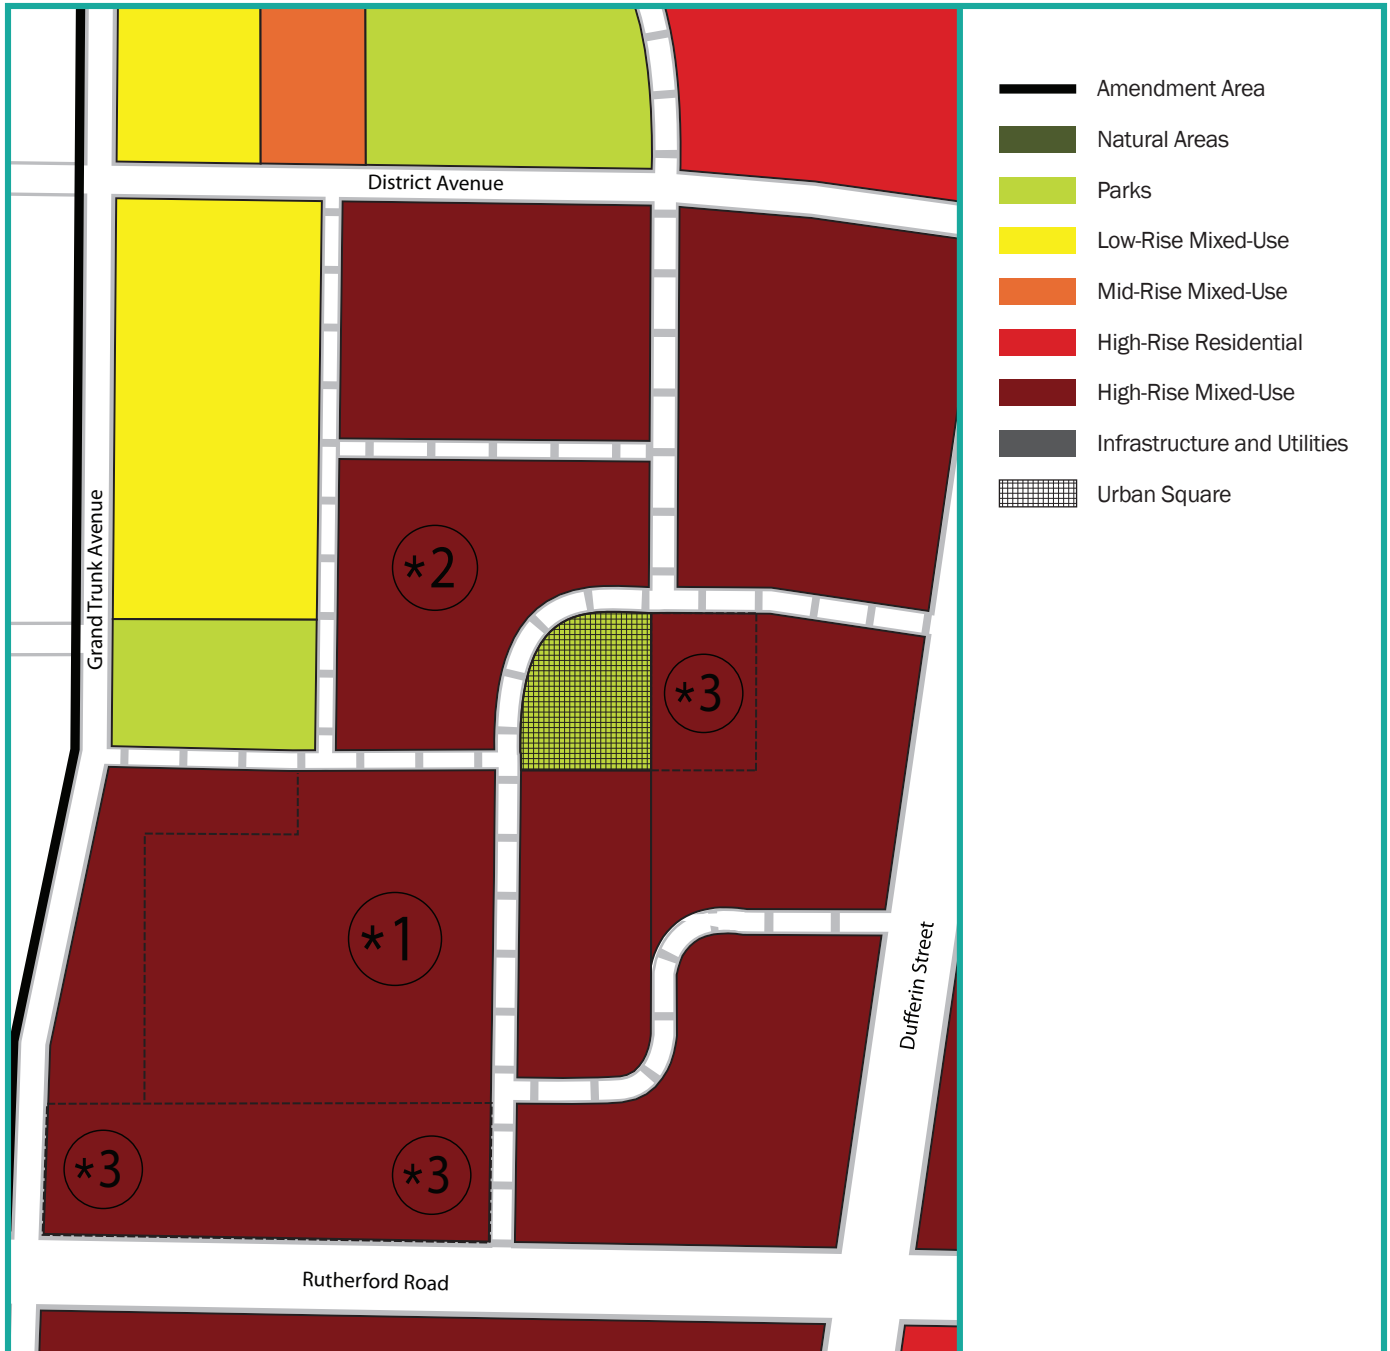 District Avenue
Grand Trunk Avenue
*2
*3
*1
Dufferin Street
*3
*3
Rutherford Road
Amendment Area
Natural Areas
Parks
Low-Rise Mixed-Use
Mid-Rise Mixed-Use
High-Rise Residential
High-Rise Mixed-Use
Infrastructure and Utilities
Urban Square